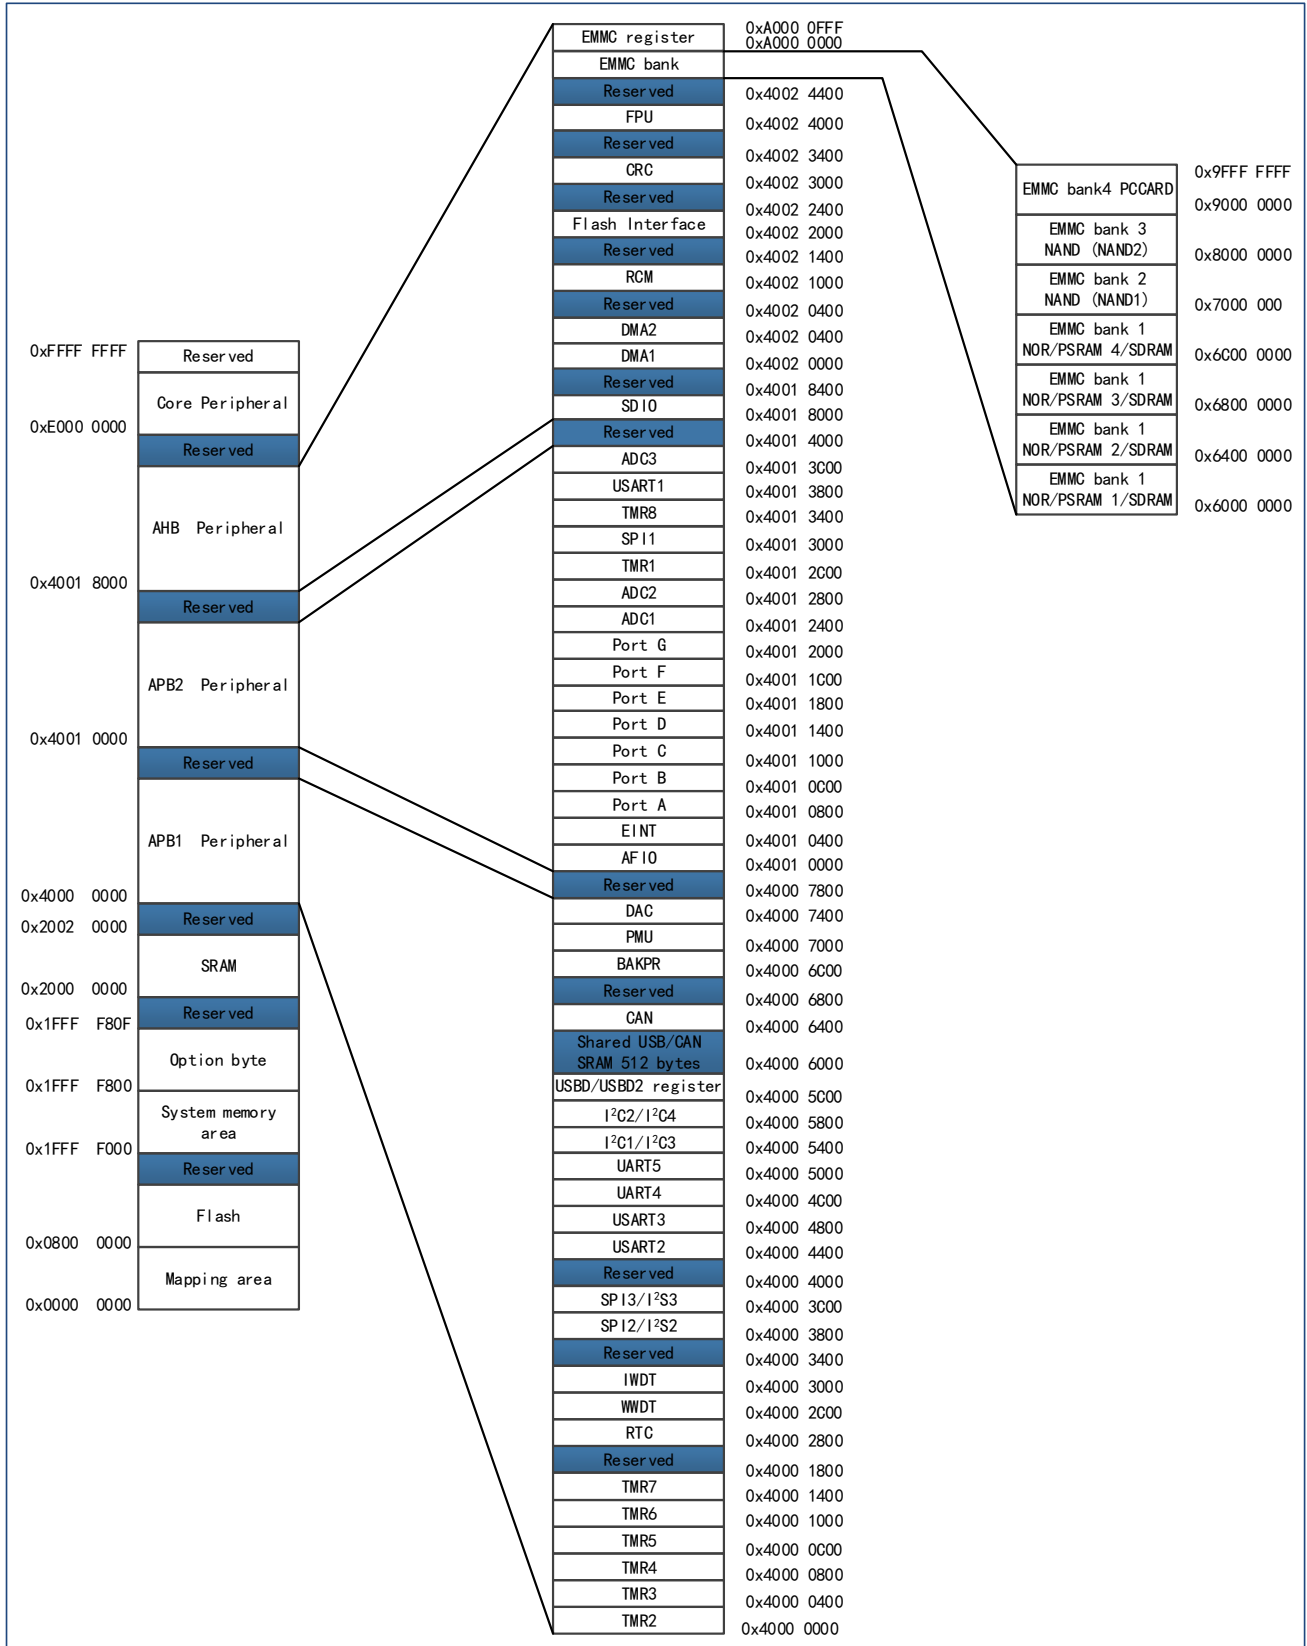 0xFFFF FFFF
Reserved
Core Peripheral
0xE000 0000
Reserved
AHB Peripheral
0x4001 8000
Reserved
APB2 Peripheral
0x4001 0000
Reserved
APB1 Peripheral
0x4000 0000
Reserved
0x2002 0000
SRAM
0x2000 0000
Reserved
0x1FFF F80F
Option byte
0x1FFF F800
System memory
area
0x1FFF F000
Reserved
Flash
0x0800 0000
Mapping area
0x0000 0000
EMMC register
0xA000 0FFF
0xA000 0000
EMMC bank
Reserved
0x4002 4400
FPU
0x4002 4000
Reserved
0x4002 3400
CRC
0x4002 3000
Reserved
0x4002 2400
Flash Interface
0x4002 2000
Reserved
0x4002 1400
RCM
0x4002 1000
Reserved
0x4002 0400
DMA2
0x4002 0400
DMA1
0x4002 0000
Reserved
0x4001 8400
SDIO
0x4001 8000
Reserved
0x4001 4000
ADC3
0x4001 3C00
USART1
0x4001 3800
TMR8
0x4001 3400
SPI1
0x4001 3000
TMR1
0x4001 2C00
ADC2
0x4001 2800
ADC1
0x4001 2400
Port G
0x4001 2000
Port F
0x4001 1C00
Port E
0x4001 1800
Port D
0x4001 1400
Port C
0x4001 1000
Port B
0x4001 0C00
Port A
0x4001 0800
EINT
0x4001 0400
AFIO
0x4001 0000
Reserved
0x4000 7800
DAC
0x4000 7400
PMU
0x4000 7000
BAKPR
0x4000 6C00
Reserved
0x4000 6800
CAN
0x4000 6400
Shared USB/CAN
SRAM 512 bytes
0x4000 6000
USBD/USBD2 register
0x4000 5C00
I²C2/I²C4
0x4000 5800
I²C1/I²C3
0x4000 5400
UART5
0x4000 5000
UART4
0x4000 4C00
USART3
0x4000 4800
USART2
0x4000 4400
Reserved
0x4000 4000
SPI3/I²S3
0x4000 3C00
SPI2/I²S2
0x4000 3800
Reserved
0x4000 3400
IWDT
0x4000 3000
WWDT
0x4000 2C00
RTC
0x4000 2800
Reserved
0x4000 1800
TMR7
0x4000 1400
TMR6
0x4000 1000
TMR5
0x4000 0C00
TMR4
0x4000 0800
TMR3
0x4000 0400
TMR2
0x4000 0000
0x9FFF FFFF
EMMC bank4 PCCARD
0x9000 0000
EMMC bank 3
NAND (NAND2)
0x8000 0000
EMMC bank 2
NAND (NAND1)
0x7000 000
EMMC bank 1
NOR/PSRAM 4/SDRAM
0x6C00 0000
EMMC bank 1
NOR/PSRAM 3/SDRAM
0x6800 0000
EMMC bank 1
NOR/PSRAM 2/SDRAM
0x6400 0000
EMMC bank 1
NOR/PSRAM 1/SDRAM
0x6000 0000